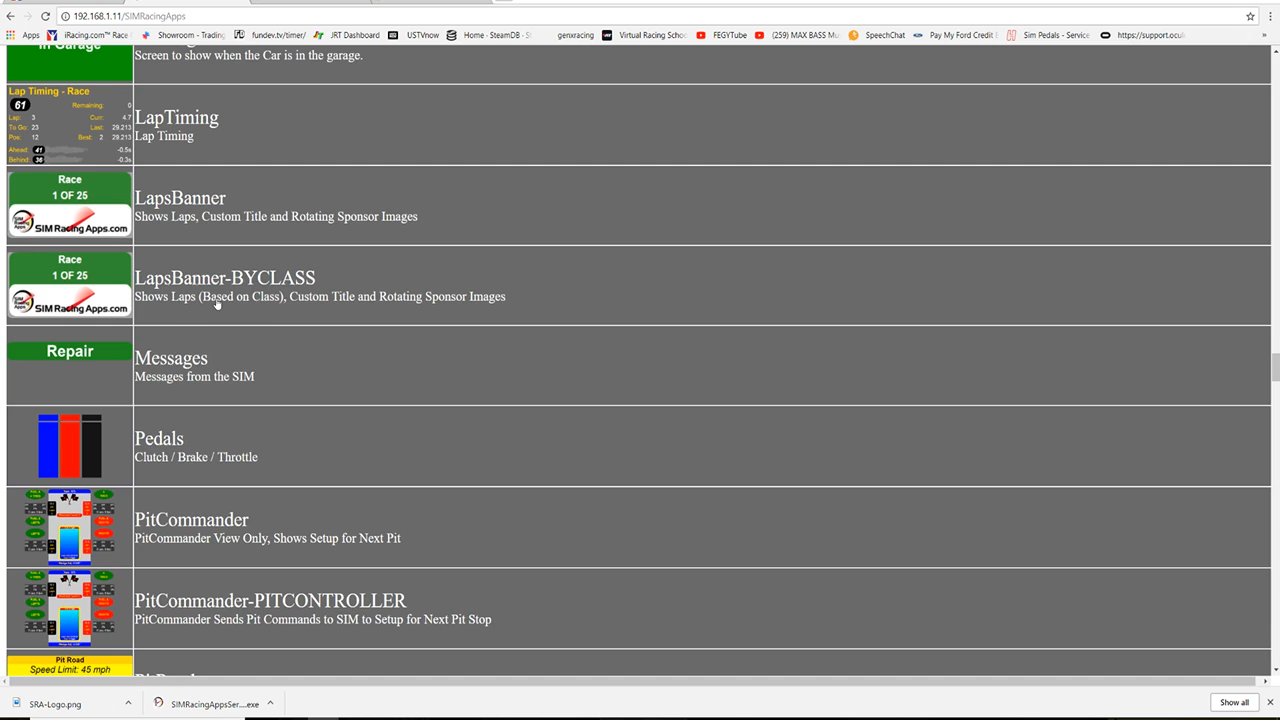 192.168.1.11/SIMRacingApps
Apps iRacing.com™ Race Showroom - Trading fundev.tv/timer/ JRT Dashboard USTVnow Home - SteamDB - S genxracing Virtual Racing Schoo FEGYTube (259) MAX BASS Mu SpeechChat Pay My Ford Credit Sim Pedals - Service https://support.ocul
In Garage
Screen to show when the Car is in the garage.
Lap Timing - Race
61 Remaining: 0
Lap: 3 Curr: 4.7
To Go: 23 Last: 29.213
Pos: 12 Best: 2 29.213
Ahead: 41 -0.5s
Behind: 36 -0.3s
LapTiming
Lap Timing
Race
1 OF 25
SIM Racing Apps.com
LapsBanner
Shows Laps, Custom Title and Rotating Sponsor Images
Race
1 OF 25
SIM Racing Apps.com
LapsBanner-BYCLASS
Shows Laps (Based on Class), Custom Title and Rotating Sponsor Images
Repair
Messages
Messages from the SIM
Pedals
Clutch / Brake / Throttle
PitCommander
PitCommander View Only, Shows Setup for Next Pit
PitCommander-PITCONTROLLER
PitCommander Sends Pit Commands to SIM to Setup for Next Pit Stop
Pit Road
Speed Limit: 45 mph
SRA-Logo.png
SIMRacingAppsSer....exe
Show all